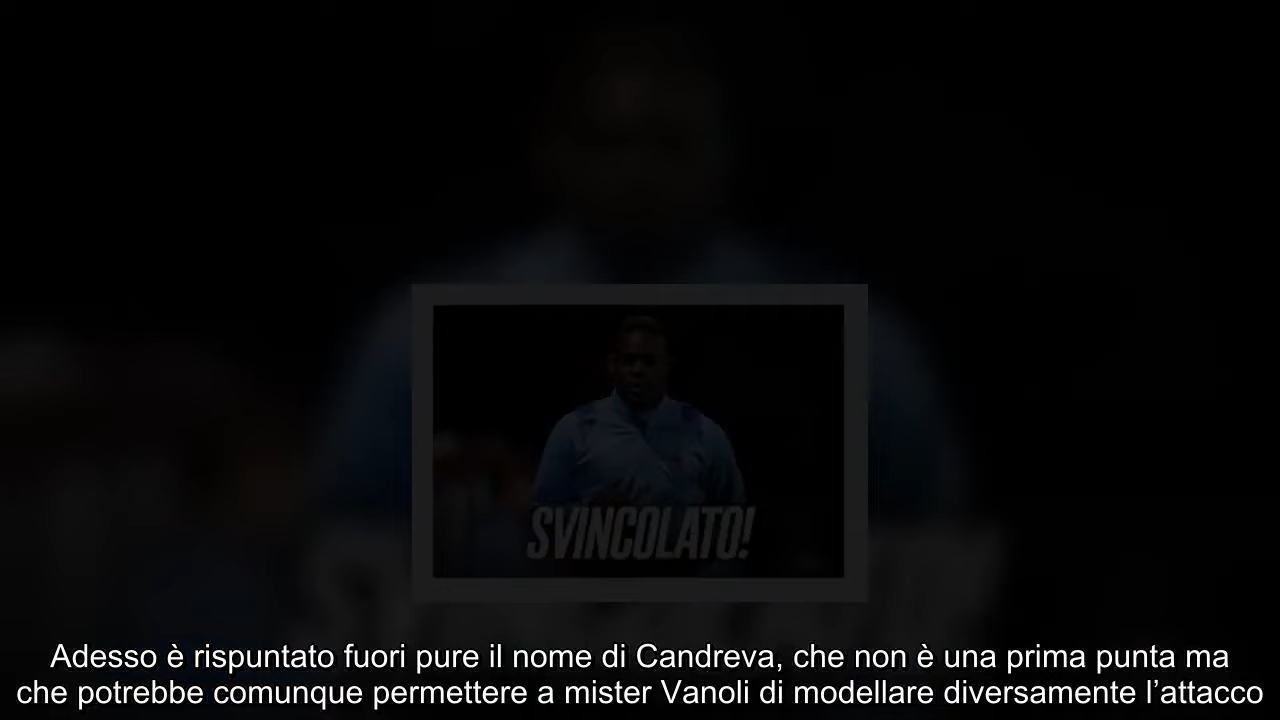 SVINCOLATO!
Adesso è rispuntato fuori pure il nome di Candreva, che non è una prima punta ma
che potrebbe comunque permettere a mister Vanoli di modellare diversamente l’attacco